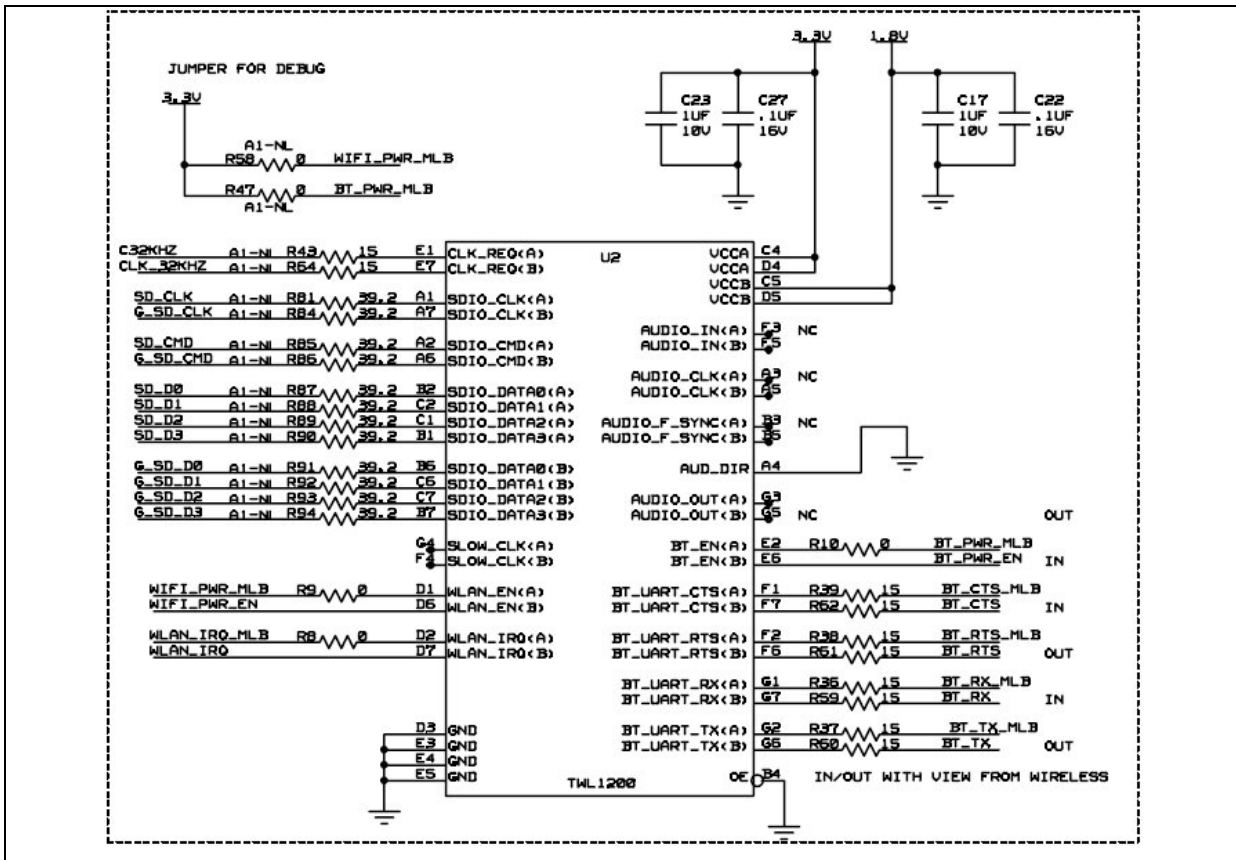 3.3V 1.8V
JUMPER FOR DEBUG
3.3V
C23 C27 C17 C22
1UF .1UF 1UF .1UF
10V 16V 10V 16V
A1-NL
R58 0 WIFI_PWR_MLB
R47 0 BT_PWR_MLB
A1-NL
C32KHZ A1-NL R43 15 E1 CLK_REQ(A) U2 VCCA C4
CLK_32KHZ A1-NL R64 15 E7 CLK_REQ(B) VCCA D4
VCCB C5
SD_CLK A1-NL R81 39.2 A1 SDIO_CLK(A) VCCB D5
G_SD_CLK A1-NL R84 39.2 A7 SDIO_CLK(B)
AUDIO_IN(A) F3 NC
SD_CMD A1-NL R85 39.2 A2 SDIO_CMD(A) AUDIO_IN(B) F5
G_SD_CMD A1-NL R86 39.2 A6 SDIO_CMD(B)
AUDIO_CLK(A) A3 NC
SD_D0 A1-NL R87 39.2 B2 SDIO_DATA0(A) AUDIO_CLK(B) A5
SD_D1 A1-NL R88 39.2 C2 SDIO_DATA1(A)
SD_D2 A1-NL R89 39.2 C1 SDIO_DATA2(A) AUDIO_F_SYNC(A) B3 NC
SD_D3 A1-NL R90 39.2 B1 SDIO_DATA3(A) AUDIO_F_SYNC(B) B5
G_SD_D0 A1-NL R91 39.2 B6 SDIO_DATA0(B) AUD_DIR A4
G_SD_D1 A1-NL R92 39.2 C6 SDIO_DATA1(B)
G_SD_D2 A1-NL R93 39.2 C7 SDIO_DATA2(B) AUDIO_OUT(A) G3
G_SD_D3 A1-NL R94 39.2 B7 SDIO_DATA3(B) AUDIO_OUT(B) G5 NC OUT
G4 SLOW_CLK(A) BT_EN(A) E2 R10 0 BT_PWR_MLB
F4 SLOW_CLK(B) BT_EN(B) E6 BT_PWR_EN IN
WIFI_PWR_MLB R9 0 D1 WLAN_EN(A) BT_UART_CTS(A) F1 R39 15 BT_CTS_MLB
WIFI_PWR_EN D6 WLAN_EN(B) BT_UART_CTS(B) F7 R62 15 BT_CTS IN
WLAN_IRQ_MLB R8 0 D2 WLAN_IRQ(A) BT_UART_RTS(A) F2 R38 15 BT_RTS_MLB
WLAN_IRQ D7 WLAN_IRQ(B) BT_UART_RTS(B) F6 R61 15 BT_RTS OUT
BT_UART_RX(A) G1 R36 15 BT_RX_MLB
BT_UART_RX(B) G7 R59 15 BT_RX IN
D3 GND BT_UART_TX(A) G2 R37 15 BT_TX_MLB
E3 GND BT_UART_TX(B) G6 R60 15 BT_TX OUT
E4 GND
E5 GND OE B4 IN/OUT WITH VIEW FROM WIRELESS
TWL1200